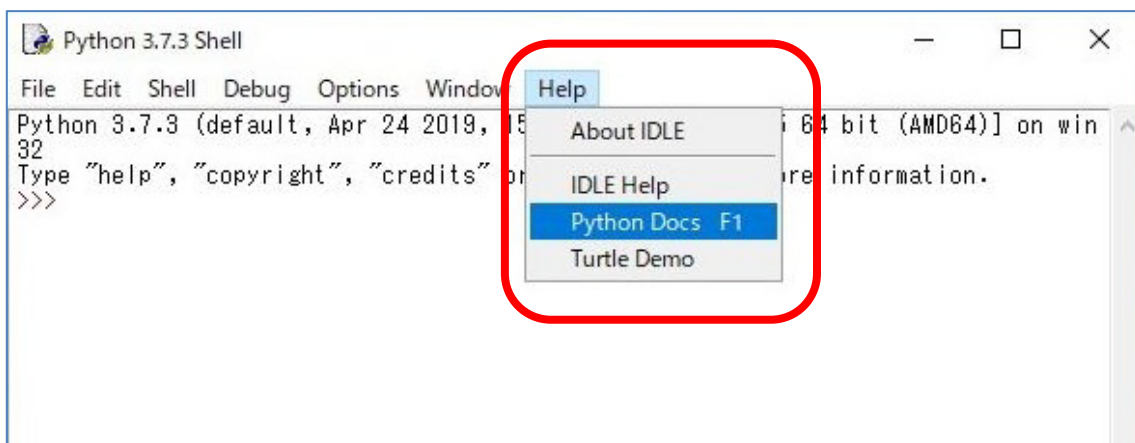 Python 3.7.3 Shell
File Edit Shell Debug Options Window Help
Python 3.7.3 (default, Apr 24 2019, 15 64 bit (AMD64)] on win
32
Type "help", "copyright", "credits" or information.
>>>
About IDLE
IDLE Help
Python Docs F1
Turtle Demo